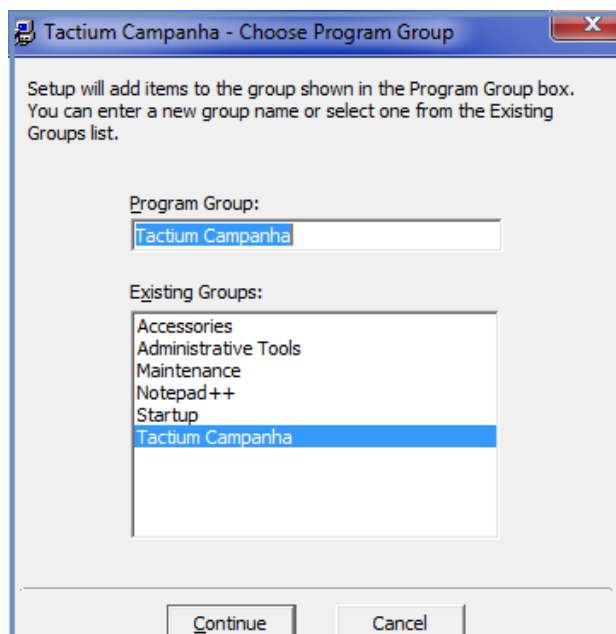 Tactium Campanha - Choose Program Group
Setup will add items to the group shown in the Program Group box.
You can enter a new group name or select one from the Existing
Groups list.
Program Group:
Tactium Campanha
Existing Groups:
Accessories
Administrative Tools
Maintenance
Notepad++
Startup
Tactium Campanha
Continue
Cancel